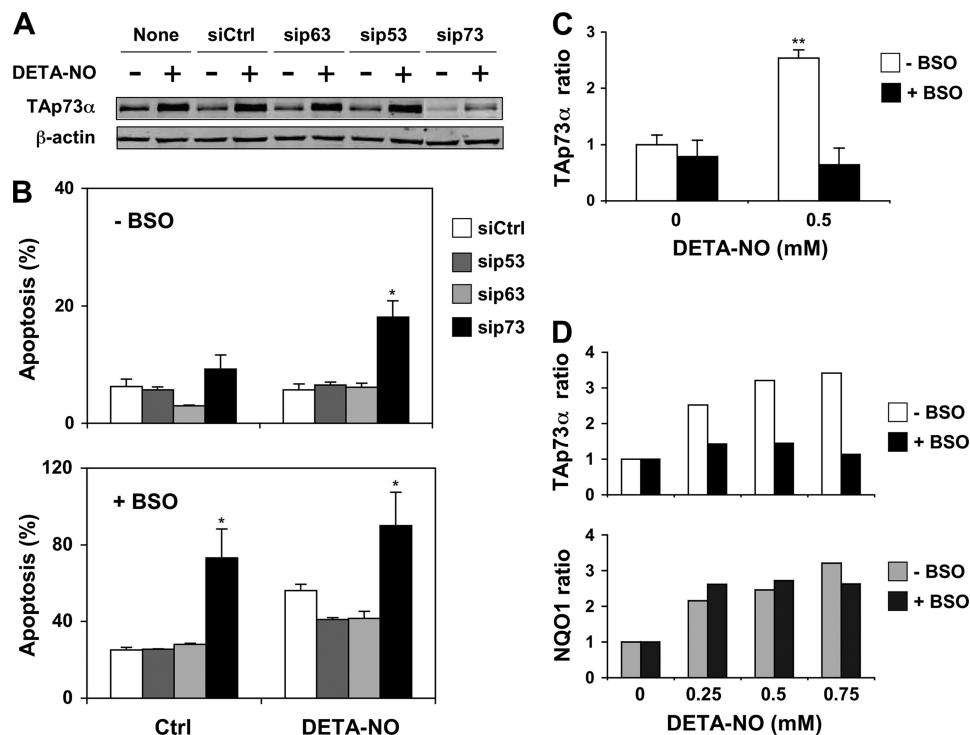 A
None siCtrl sip63 sip53 sip73
DETA-NO - + - + - + - + - +
TAp73α
β-actin
B
Apoptosis (%)
40
20
0
- BSO
*
siCtrl
sip53
sip63
sip73
Apoptosis (%)
120
80
40
0
+ BSO
* *
Ctrl DETA-NO
C
TAp73α ratio
3
2
1
0
**
- BSO
+ BSO
0 0.5
DETA-NO (mM)
D
TAp73α ratio
4
3
2
1
0
- BSO
+ BSO
NQO1 ratio
4
3
2
1
0
- BSO
+ BSO
0 0.25 0.5 0.75
DETA-NO (mM)